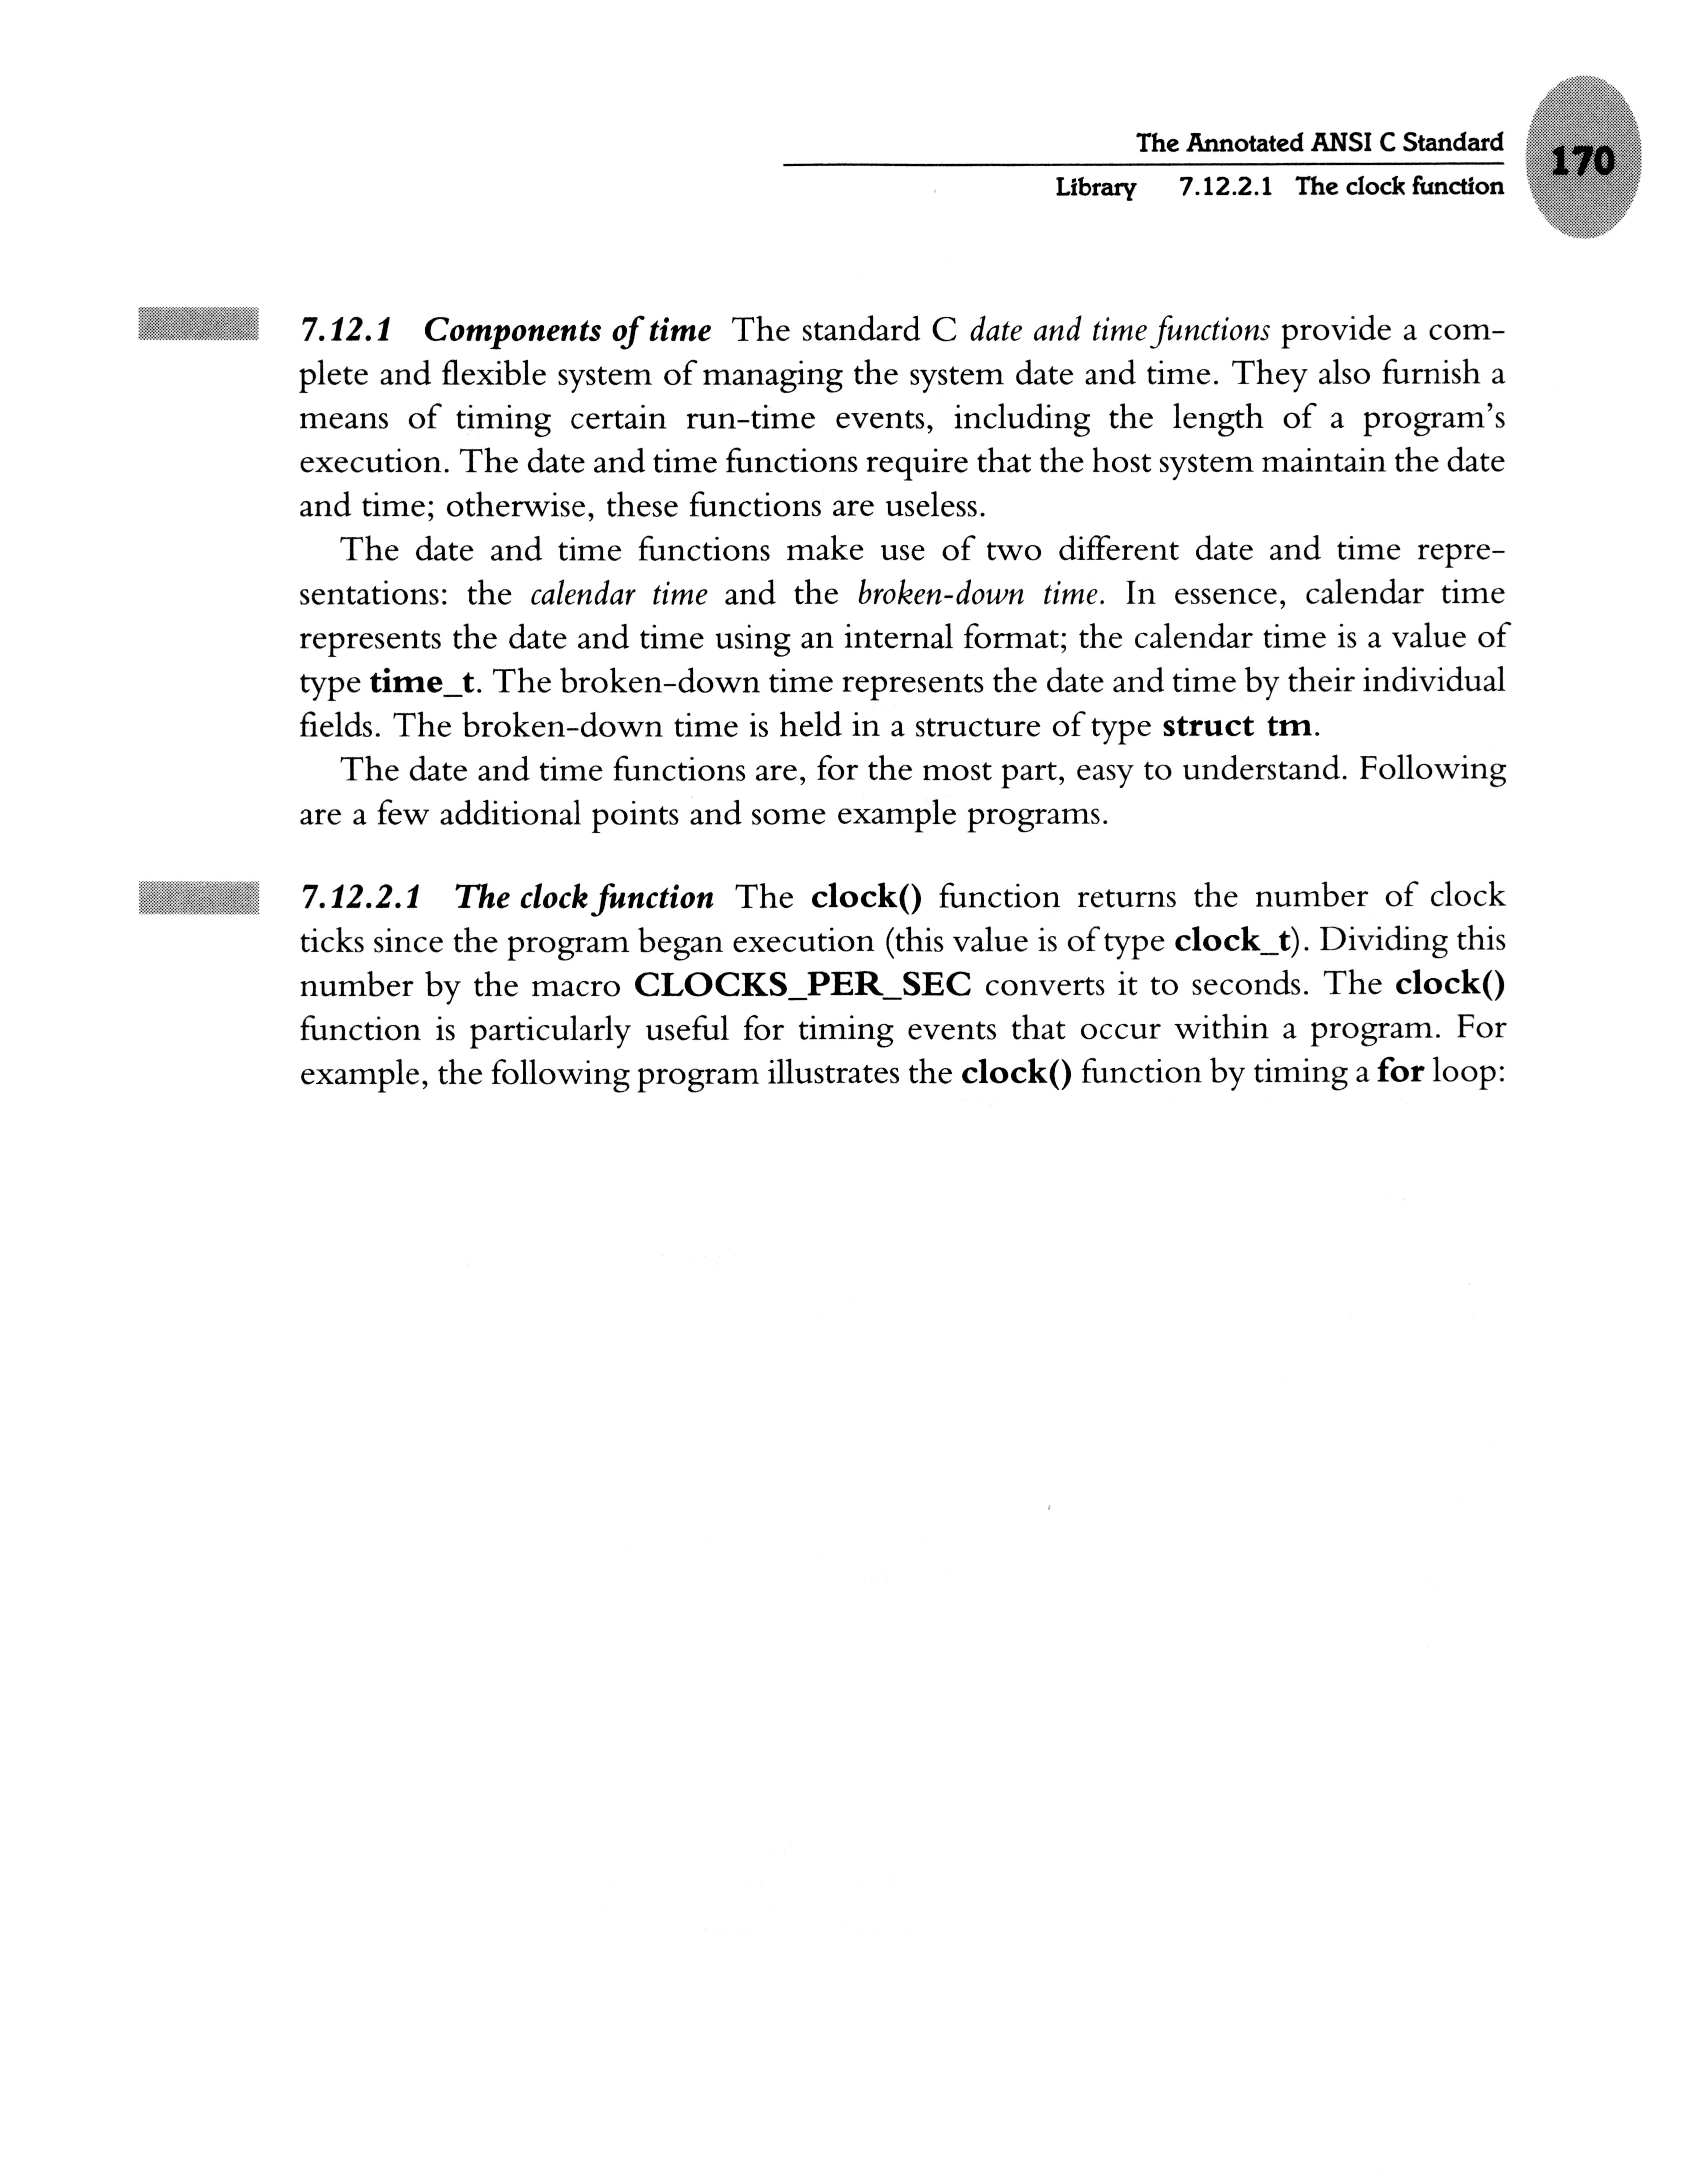 The Annotated ANSI C Standard
170
Library 7.12.2.1 The clock function
7.12.1 Components of time The standard C date and time functions provide a com-
plete and flexible system of managing the system date and time. They also furnish a
means of timing certain run-time events, including the length of a program's
execution. The date and time functions require that the host system maintain the date
and time; otherwise, these functions are useless.
The date and time functions make use of two different date and time repre-
sentations: the calendar time and the broken-down time. In essence, calendar time
represents the date and time using an internal format; the calendar time is a value of
type time_t. The broken-down time represents the date and time by their individual
fields. The broken-down time is held in a structure of type struct tm.
The date and time functions are, for the most part, easy to understand. Following
are a few additional points and some example programs.
7.12.2.1 The clock function The clock() function returns the number of clock
ticks since the program began execution (this value is of type clock_t). Dividing this
number by the macro CLOCKS_PER_SEC converts it to seconds. The clock()
function is particularly useful for timing events that occur within a program. For
example, the following program illustrates the clock() function by timing a for loop: